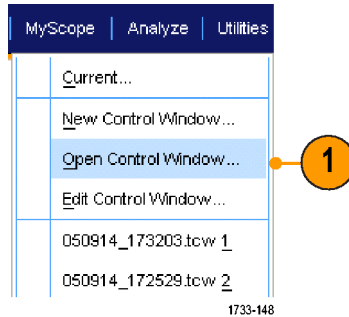 MyScope | Analyze | Utilities
Current...
New Control Window...
Open Control Window...
1
Edit Control Window...
050914_173203.tcw 1
050914_172529.tcw 2
1733-148